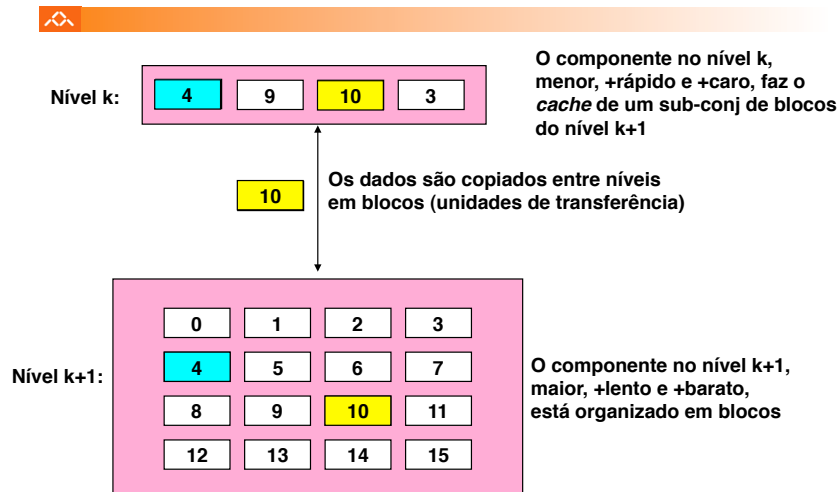 O componente no nível k,
menor, +rápido e +caro, faz o
cache de um sub-conj de blocos
do nível k+1
Nível k:
4 9 10 3
10
Os dados são copiados entre níveis
em blocos (unidades de transferência)
Nível k+1:
0 1 2 3
4 5 6 7
8 9 10 11
12 13 14 15
O componente no nível k+1,
maior, +lento e +barato,
está organizado em blocos